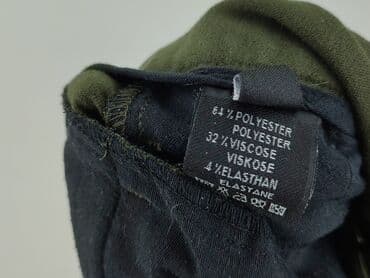 64% POLYESTER
POLYESTER
32% VISCOSE
VISKOSE
4% ELASTHAN
ELASTANE